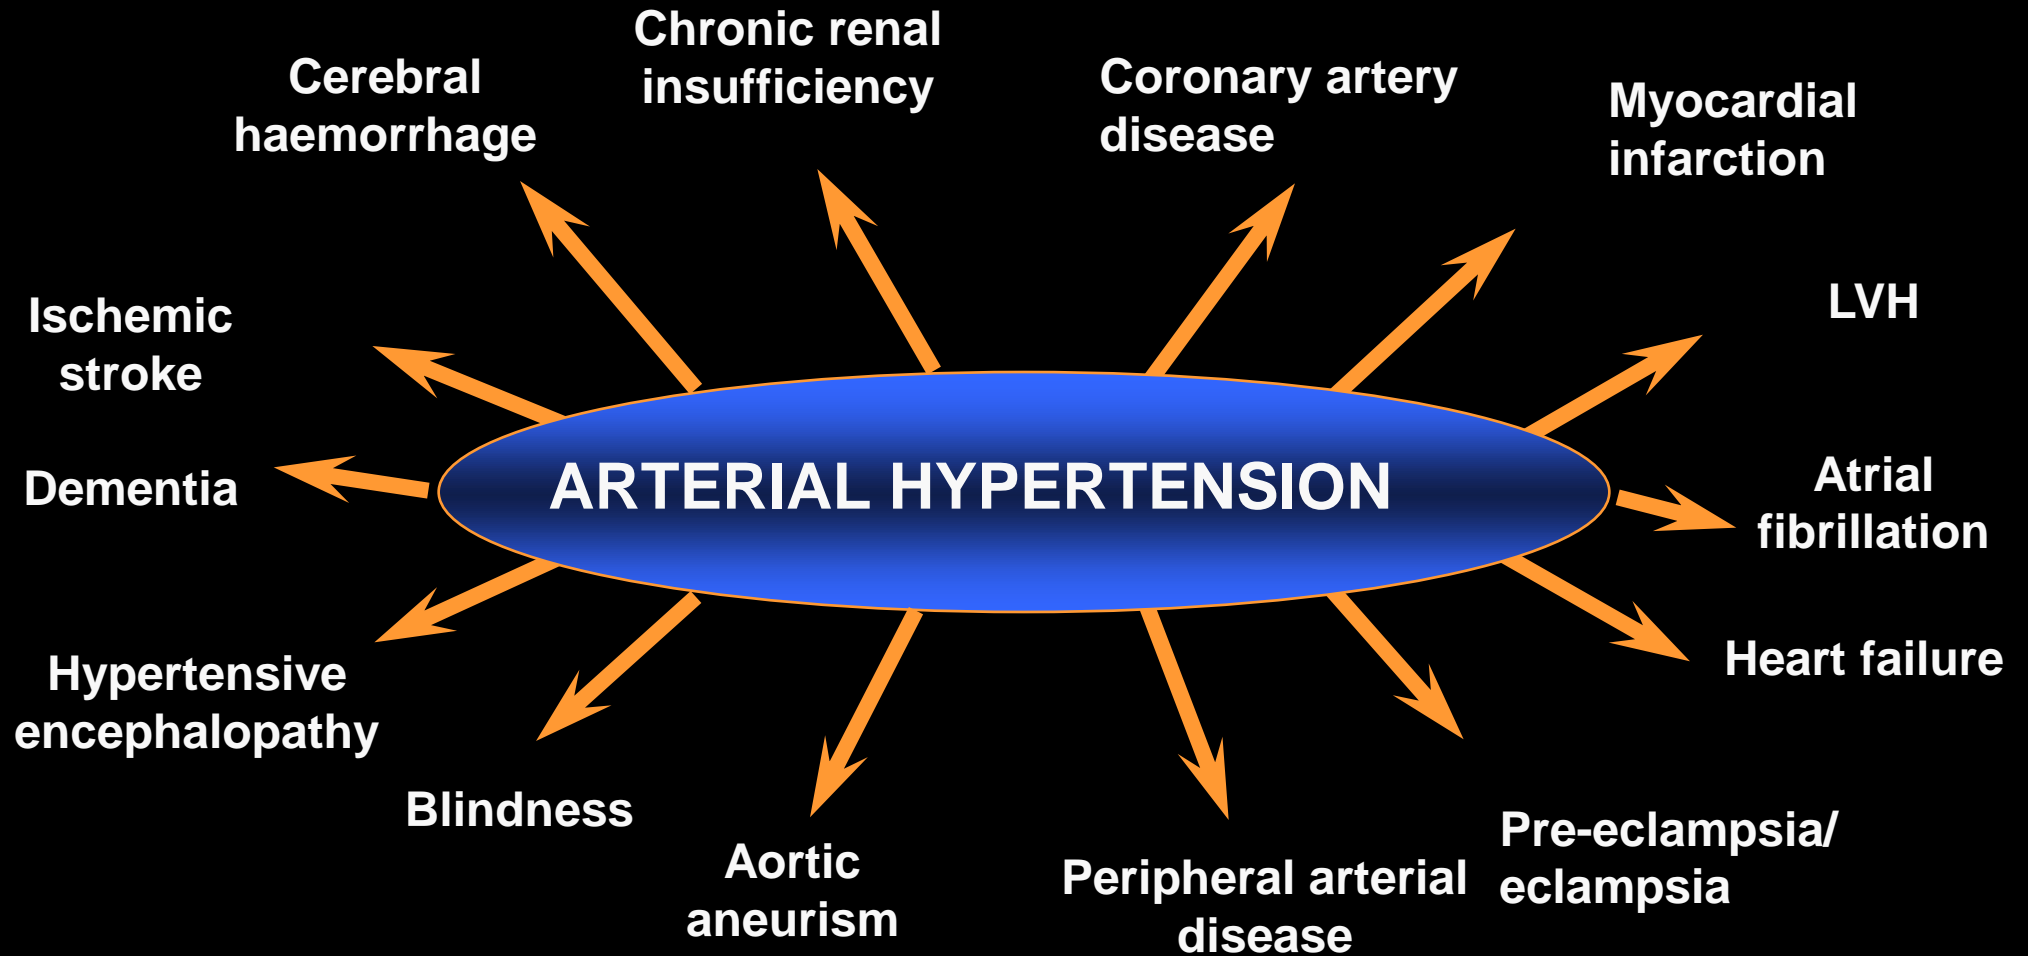 Chronic renal
insufficiency
Cerebral
haemorrhage
Coronary artery
disease
Myocardial
infarction
Ischemic
stroke
LVH
Dementia
ARTERIAL HYPERTENSION
Atrial
fibrillation
Hypertensive
encephalopathy
Heart failure
Blindness
Aortic
aneurism
Peripheral arterial
disease
Pre-eclampsia/
eclampsia